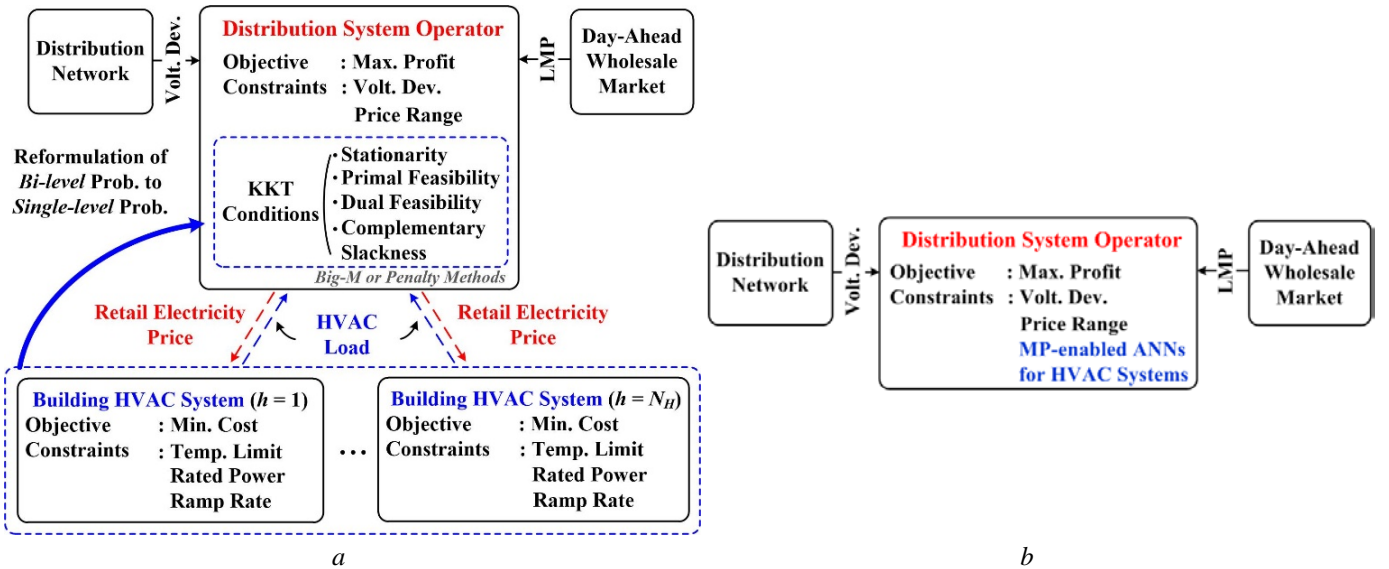 Distribution
Network
Volt. Dev.
Distribution System Operator
Objective : Max. Profit
Constraints : Volt. Dev.
Price Range
KKT
Conditions
· Stationarity
· Primal Feasibility
· Dual Feasibility
· Complementary
Slackness
Big-M or Penalty Methods
LMP
Day-Ahead
Wholesale
Market
Reformulation of
Bi-level Prob. to
Single-level Prob.
Retail Electricity
Price
HVAC
Load
Retail Electricity
Price
Building HVAC System (h = 1)
Objective : Min. Cost
Constraints : Temp. Limit
Rated Power
Ramp Rate
...
Building HVAC System (h = N_H)
Objective : Min. Cost
Constraints : Temp. Limit
Rated Power
Ramp Rate
a
Distribution
Network
Volt. Dev.
Distribution System Operator
Objective : Max. Profit
Constraints : Volt. Dev.
Price Range
MP-enabled ANNs
for HVAC Systems
LMP
Day-Ahead
Wholesale
Market
b